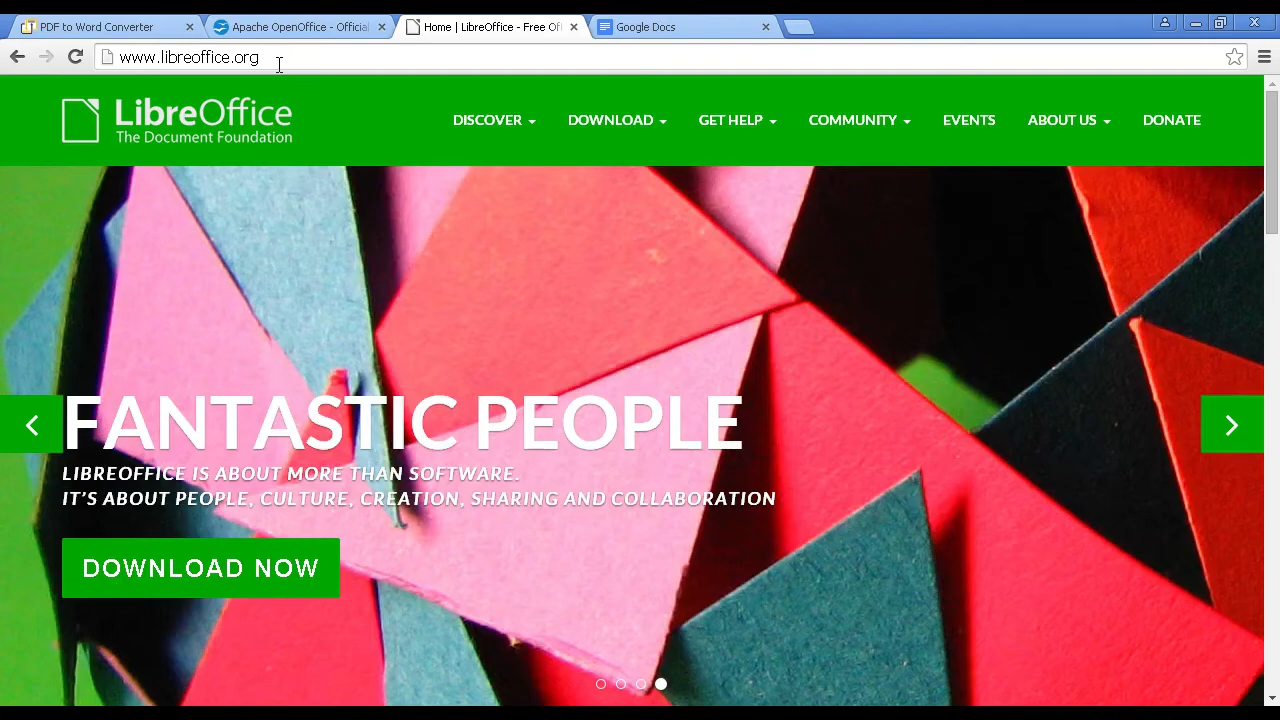 PDF to Word Converter
Apache OpenOffice - Official
Home | LibreOffice - Free Of
Google Docs
www.libreoffice.org
LibreOffice
The Document Foundation
DISCOVER
DOWNLOAD
GET HELP
COMMUNITY
EVENTS
ABOUT US
DONATE
FANTASTIC PEOPLE
LIBREOFFICE IS ABOUT MORE THAN SOFTWARE.
IT'S ABOUT PEOPLE, CULTURE, CREATION, SHARING AND COLLABORATION
DOWNLOAD NOW